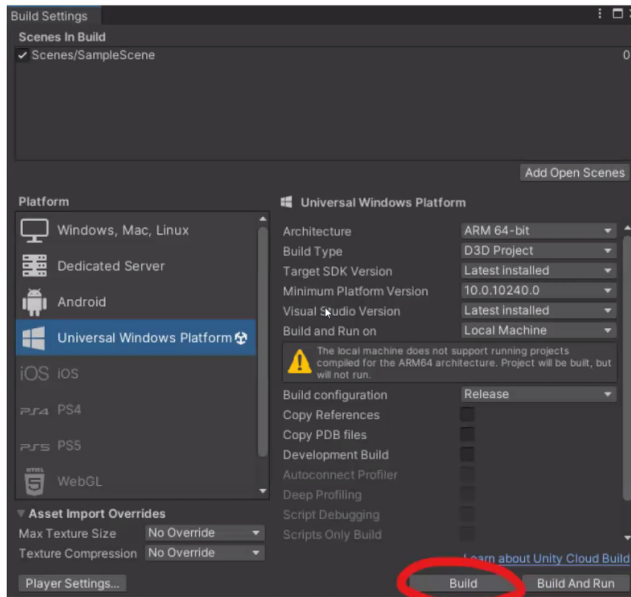 Build Settings
Scenes In Build
Scenes/SampleScene 0
Add Open Scenes
Platform
Windows, Mac, Linux
Dedicated Server
Android
Universal Windows Platform
iOS iOS
PS4 PS4
PS5 PS5
HTML 5 WebGL
Asset Import Overrides
Max Texture Size No Override
Texture Compression No Override
Player Settings...
Universal Windows Platform
Architecture ARM 64-bit
Build Type D3D Project
Target SDK Version Latest installed
Minimum Platform Version 10.0.10240.0
Visual Studio Version Latest installed
Build and Run on Local Machine
The local machine does not support running projects
compiled for the ARM64 architecture. Project will be built, but
will not run.
Build configuration Release
Copy References
Copy PDB files
Development Build
Autoconnect Profiler
Deep Profiling
Script Debugging
Scripts Only Build
Learn about Unity Cloud Build
Build Build And Run